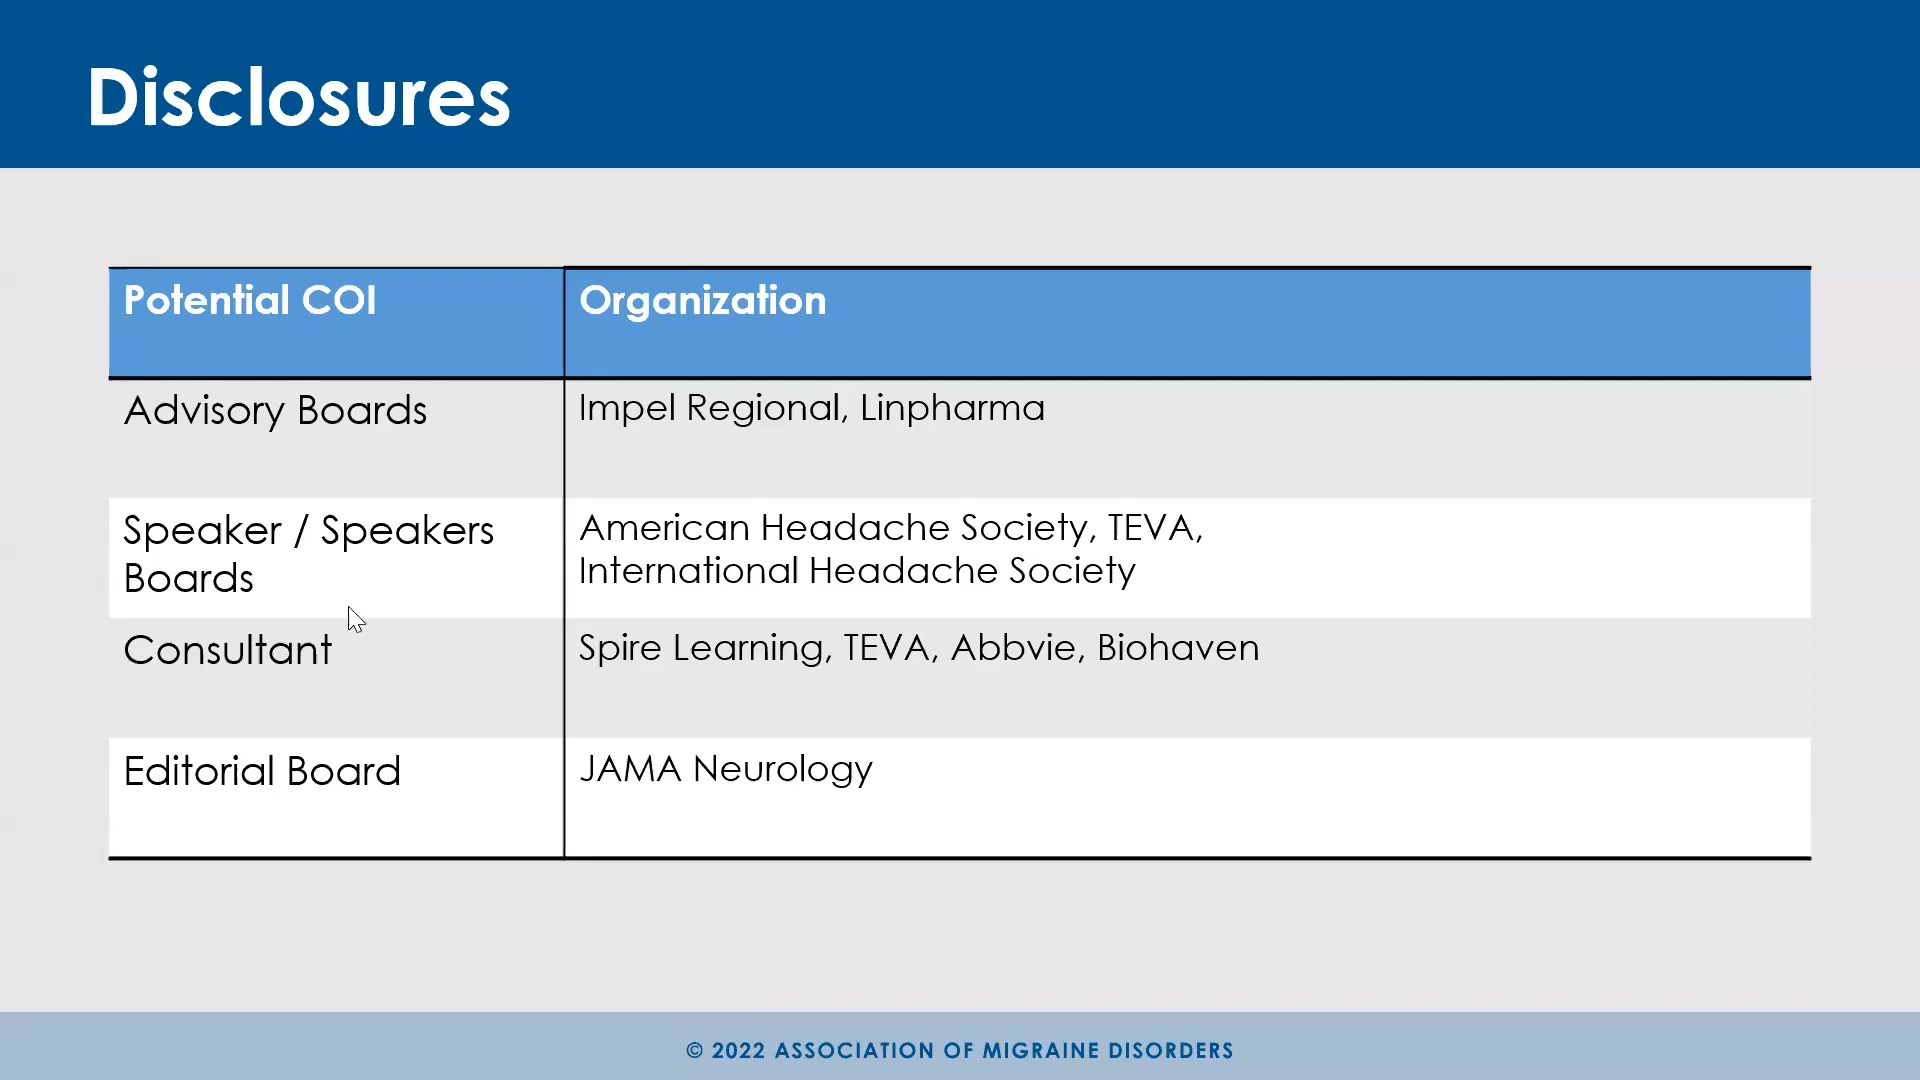 Disclosures
Potential COI
Organization
Advisory Boards
Impel Regional, Linpharma
Speaker / Speakers
Boards
American Headache Society, TEVA,
International Headache Society
Consultant
Spire Learning, TEVA, Abbvie, Biohaven
Editorial Board
JAMA Neurology
© 2022 ASSOCIATION OF MIGRAINE DISORDERS